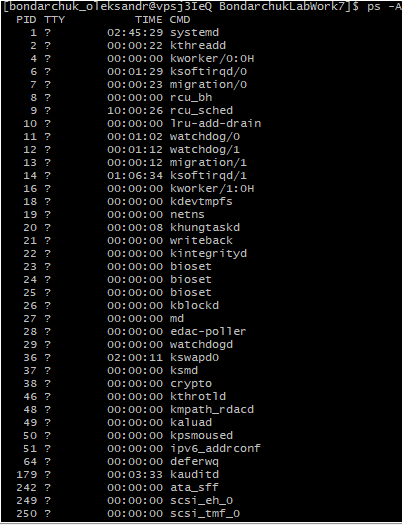 [bondarchuk_oleksandr@vpsj3IeQ BondarchukLabWork7]$ ps -A
PID TTY TIME CMD
1 ? 02:45:29 systemd
2 ? 00:00:22 kthreadd
4 ? 00:00:00 kworker/0:0H
6 ? 00:01:29 ksoftirqd/0
7 ? 00:00:23 migration/0
8 ? 00:00:00 rcu_bh
9 ? 10:00:26 rcu_sched
10 ? 00:00:00 lru-add-drain
11 ? 00:01:02 watchdog/0
12 ? 00:01:12 watchdog/1
13 ? 00:00:12 migration/1
14 ? 01:06:34 ksoftirqd/1
16 ? 00:00:00 kworker/1:0H
18 ? 00:00:00 kdevtmpfs
19 ? 00:00:00 netns
20 ? 00:00:08 khungtaskd
21 ? 00:00:00 writeback
22 ? 00:00:00 kintegrityd
23 ? 00:00:00 bioset
24 ? 00:00:00 bioset
25 ? 00:00:00 bioset
26 ? 00:00:00 kblockd
27 ? 00:00:00 md
28 ? 00:00:00 edac-poller
29 ? 00:00:00 watchdogd
36 ? 02:00:11 kswapd0
37 ? 00:00:00 ksmd
38 ? 00:00:00 crypto
46 ? 00:00:00 kthrotld
48 ? 00:00:00 kmpath_rdacd
49 ? 00:00:00 kaluad
50 ? 00:00:00 kpsmoused
51 ? 00:00:00 ipv6_addrconf
64 ? 00:00:00 deferwq
179 ? 00:03:33 kauditd
242 ? 00:00:00 ata_sff
249 ? 00:00:00 scsi_eh_0
250 ? 00:00:00 scsi_tmf_0